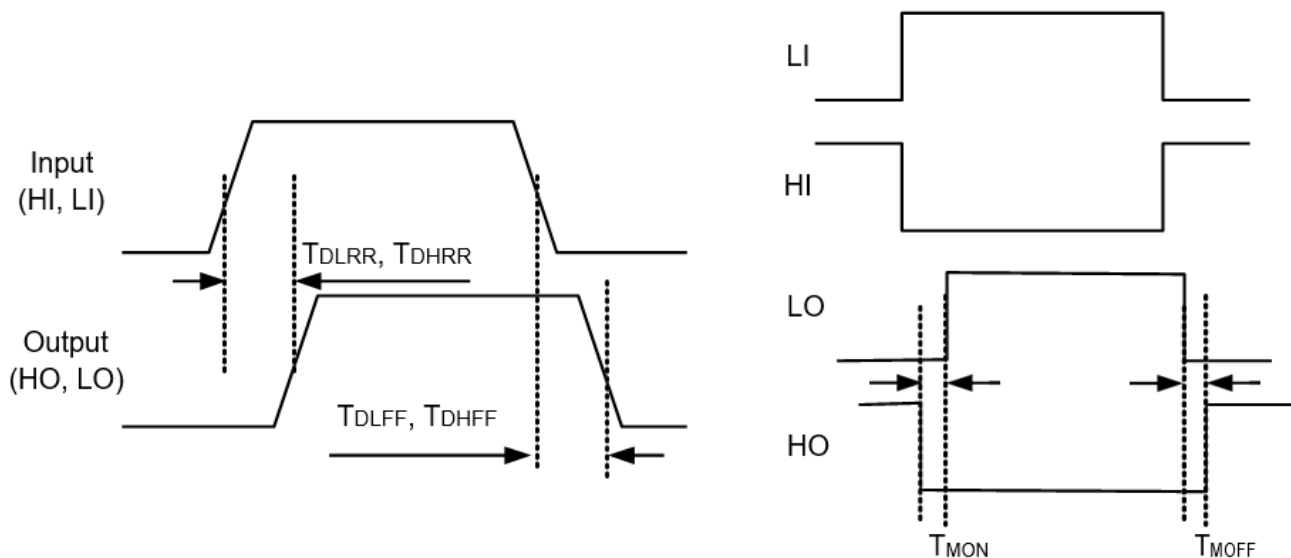 Input
(HI, LI)
TDLRR, TDHRR
Output
(HO, LO)
TDLFF, TDHFF
LI
HI
LO
HO
TMON
TMOFF